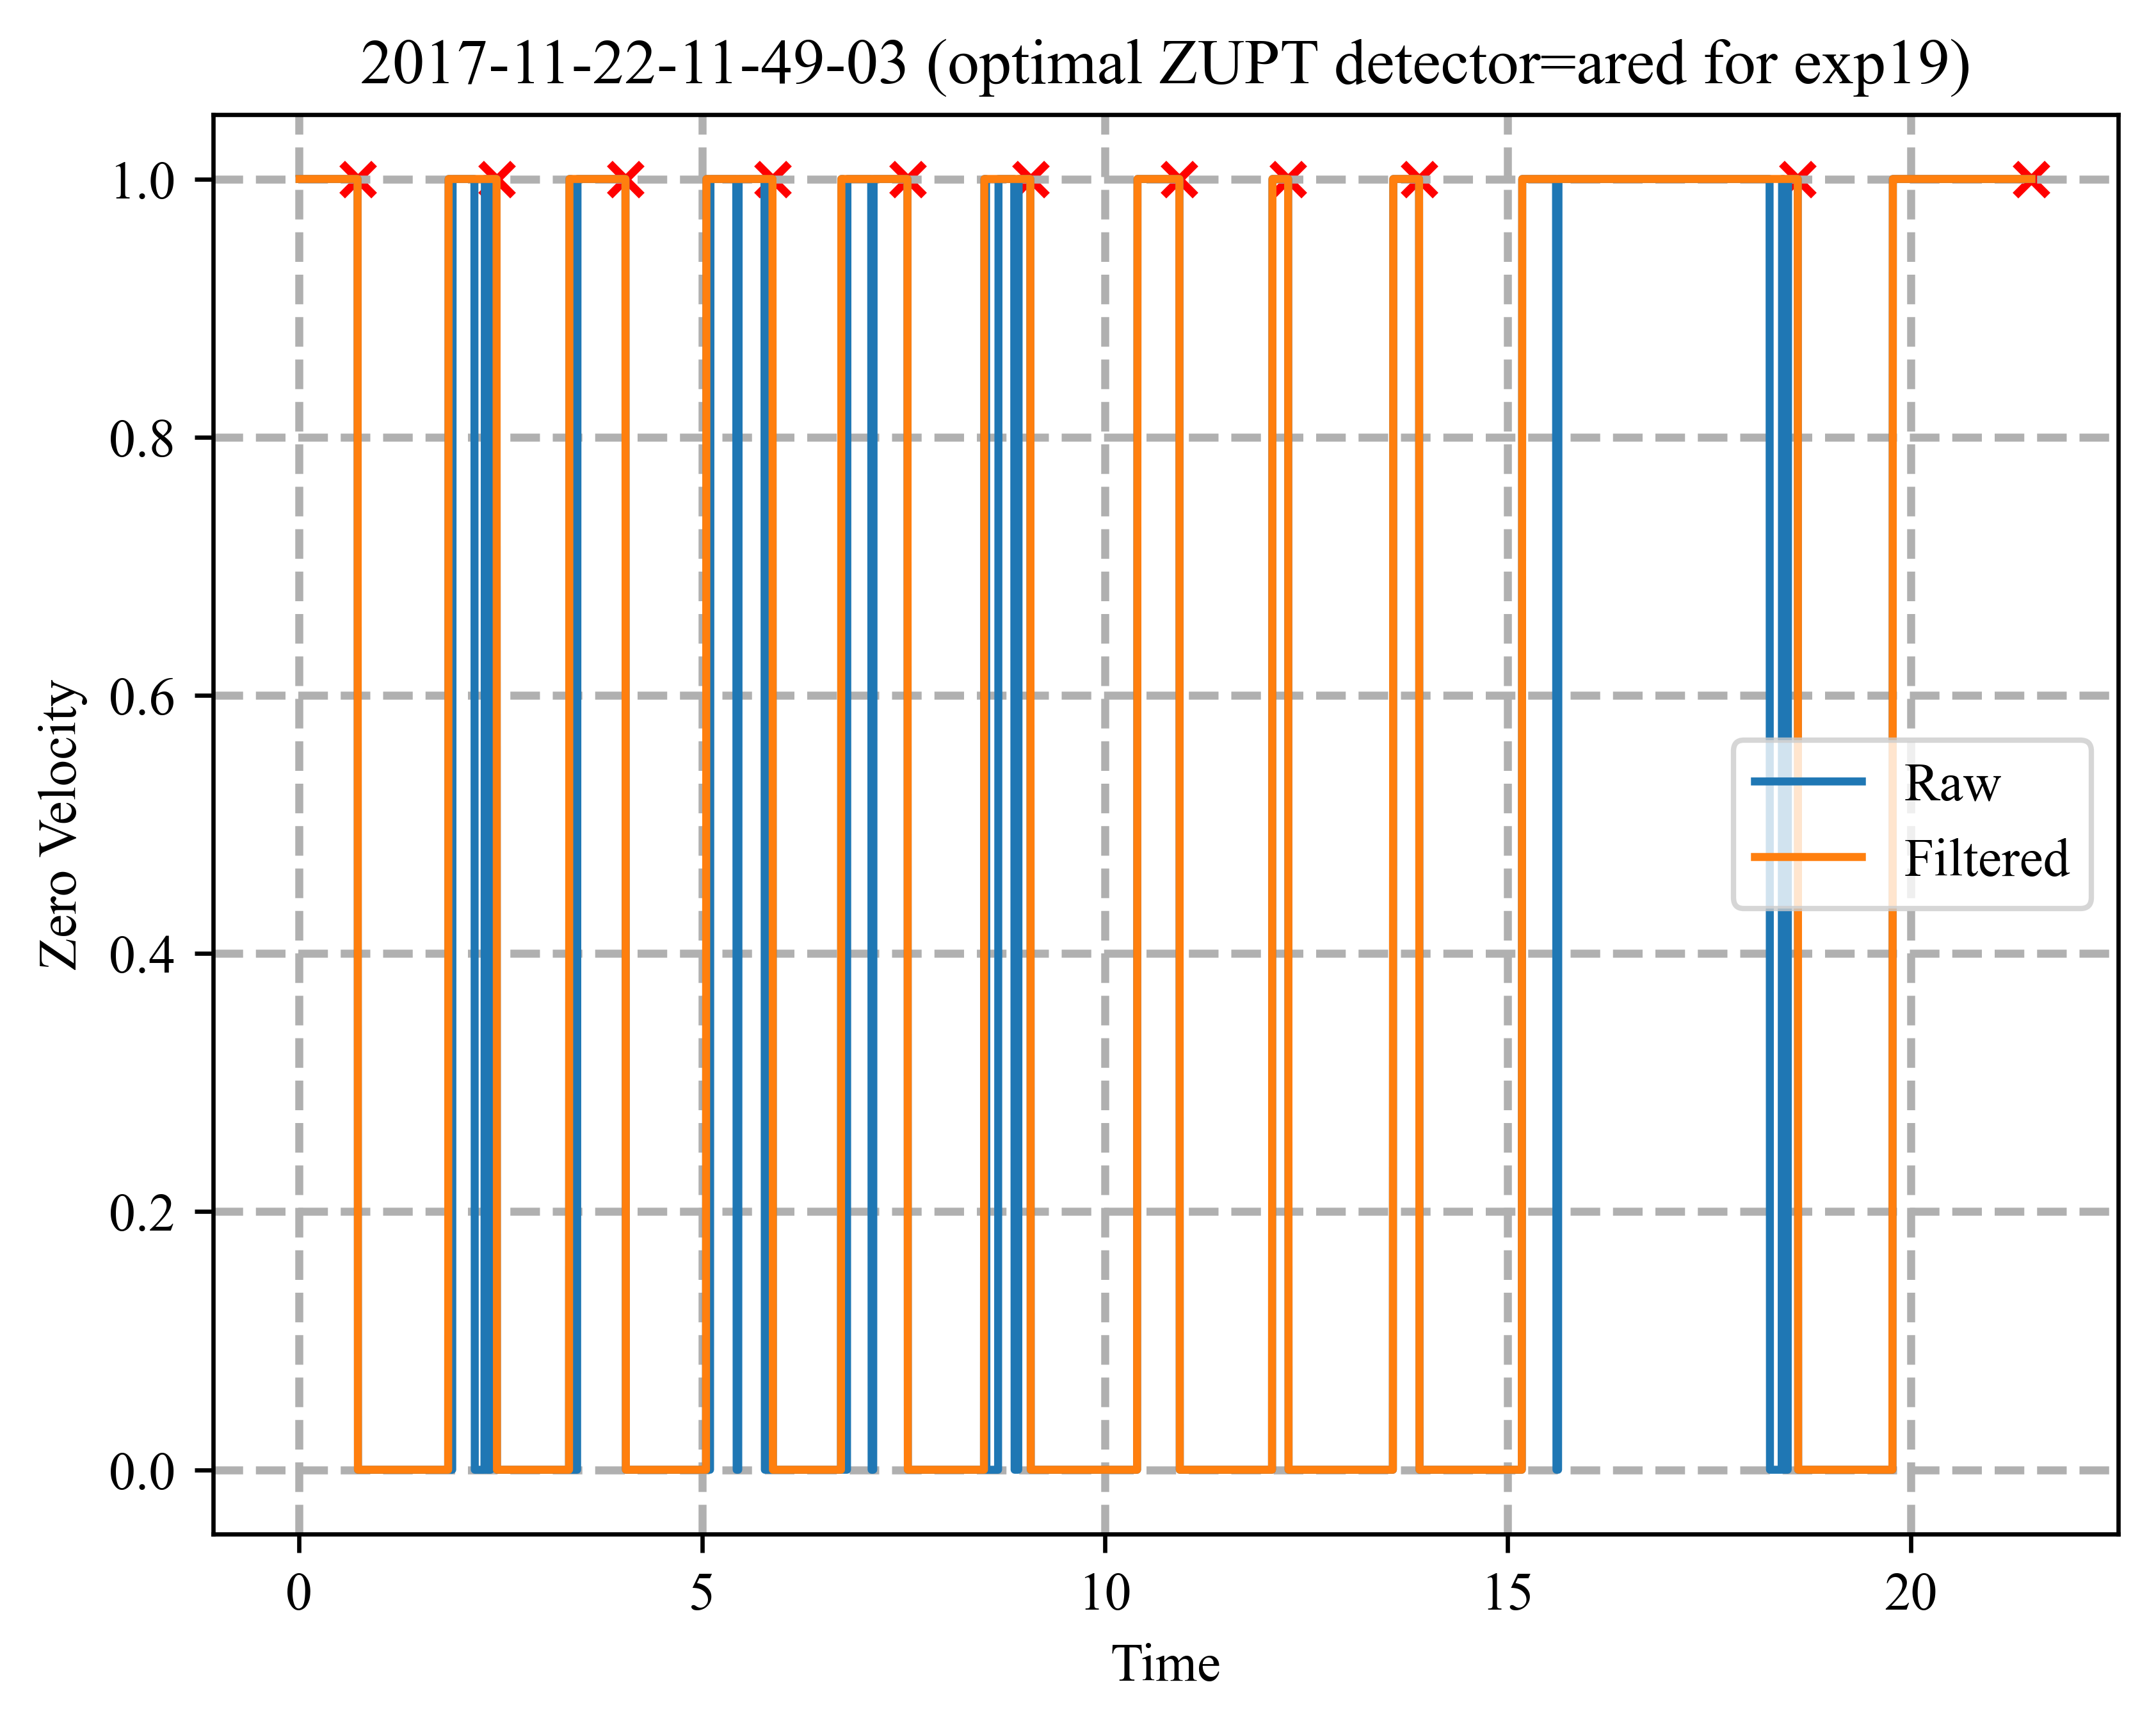 2017-11-22-11-49-03 (optimal ZUPT detector=ared for exp19)
1.0
0.8
0.6
0.4
0.2
0.0
Zero Velocity
Raw
Filtered
0 5 10 15 20
Time